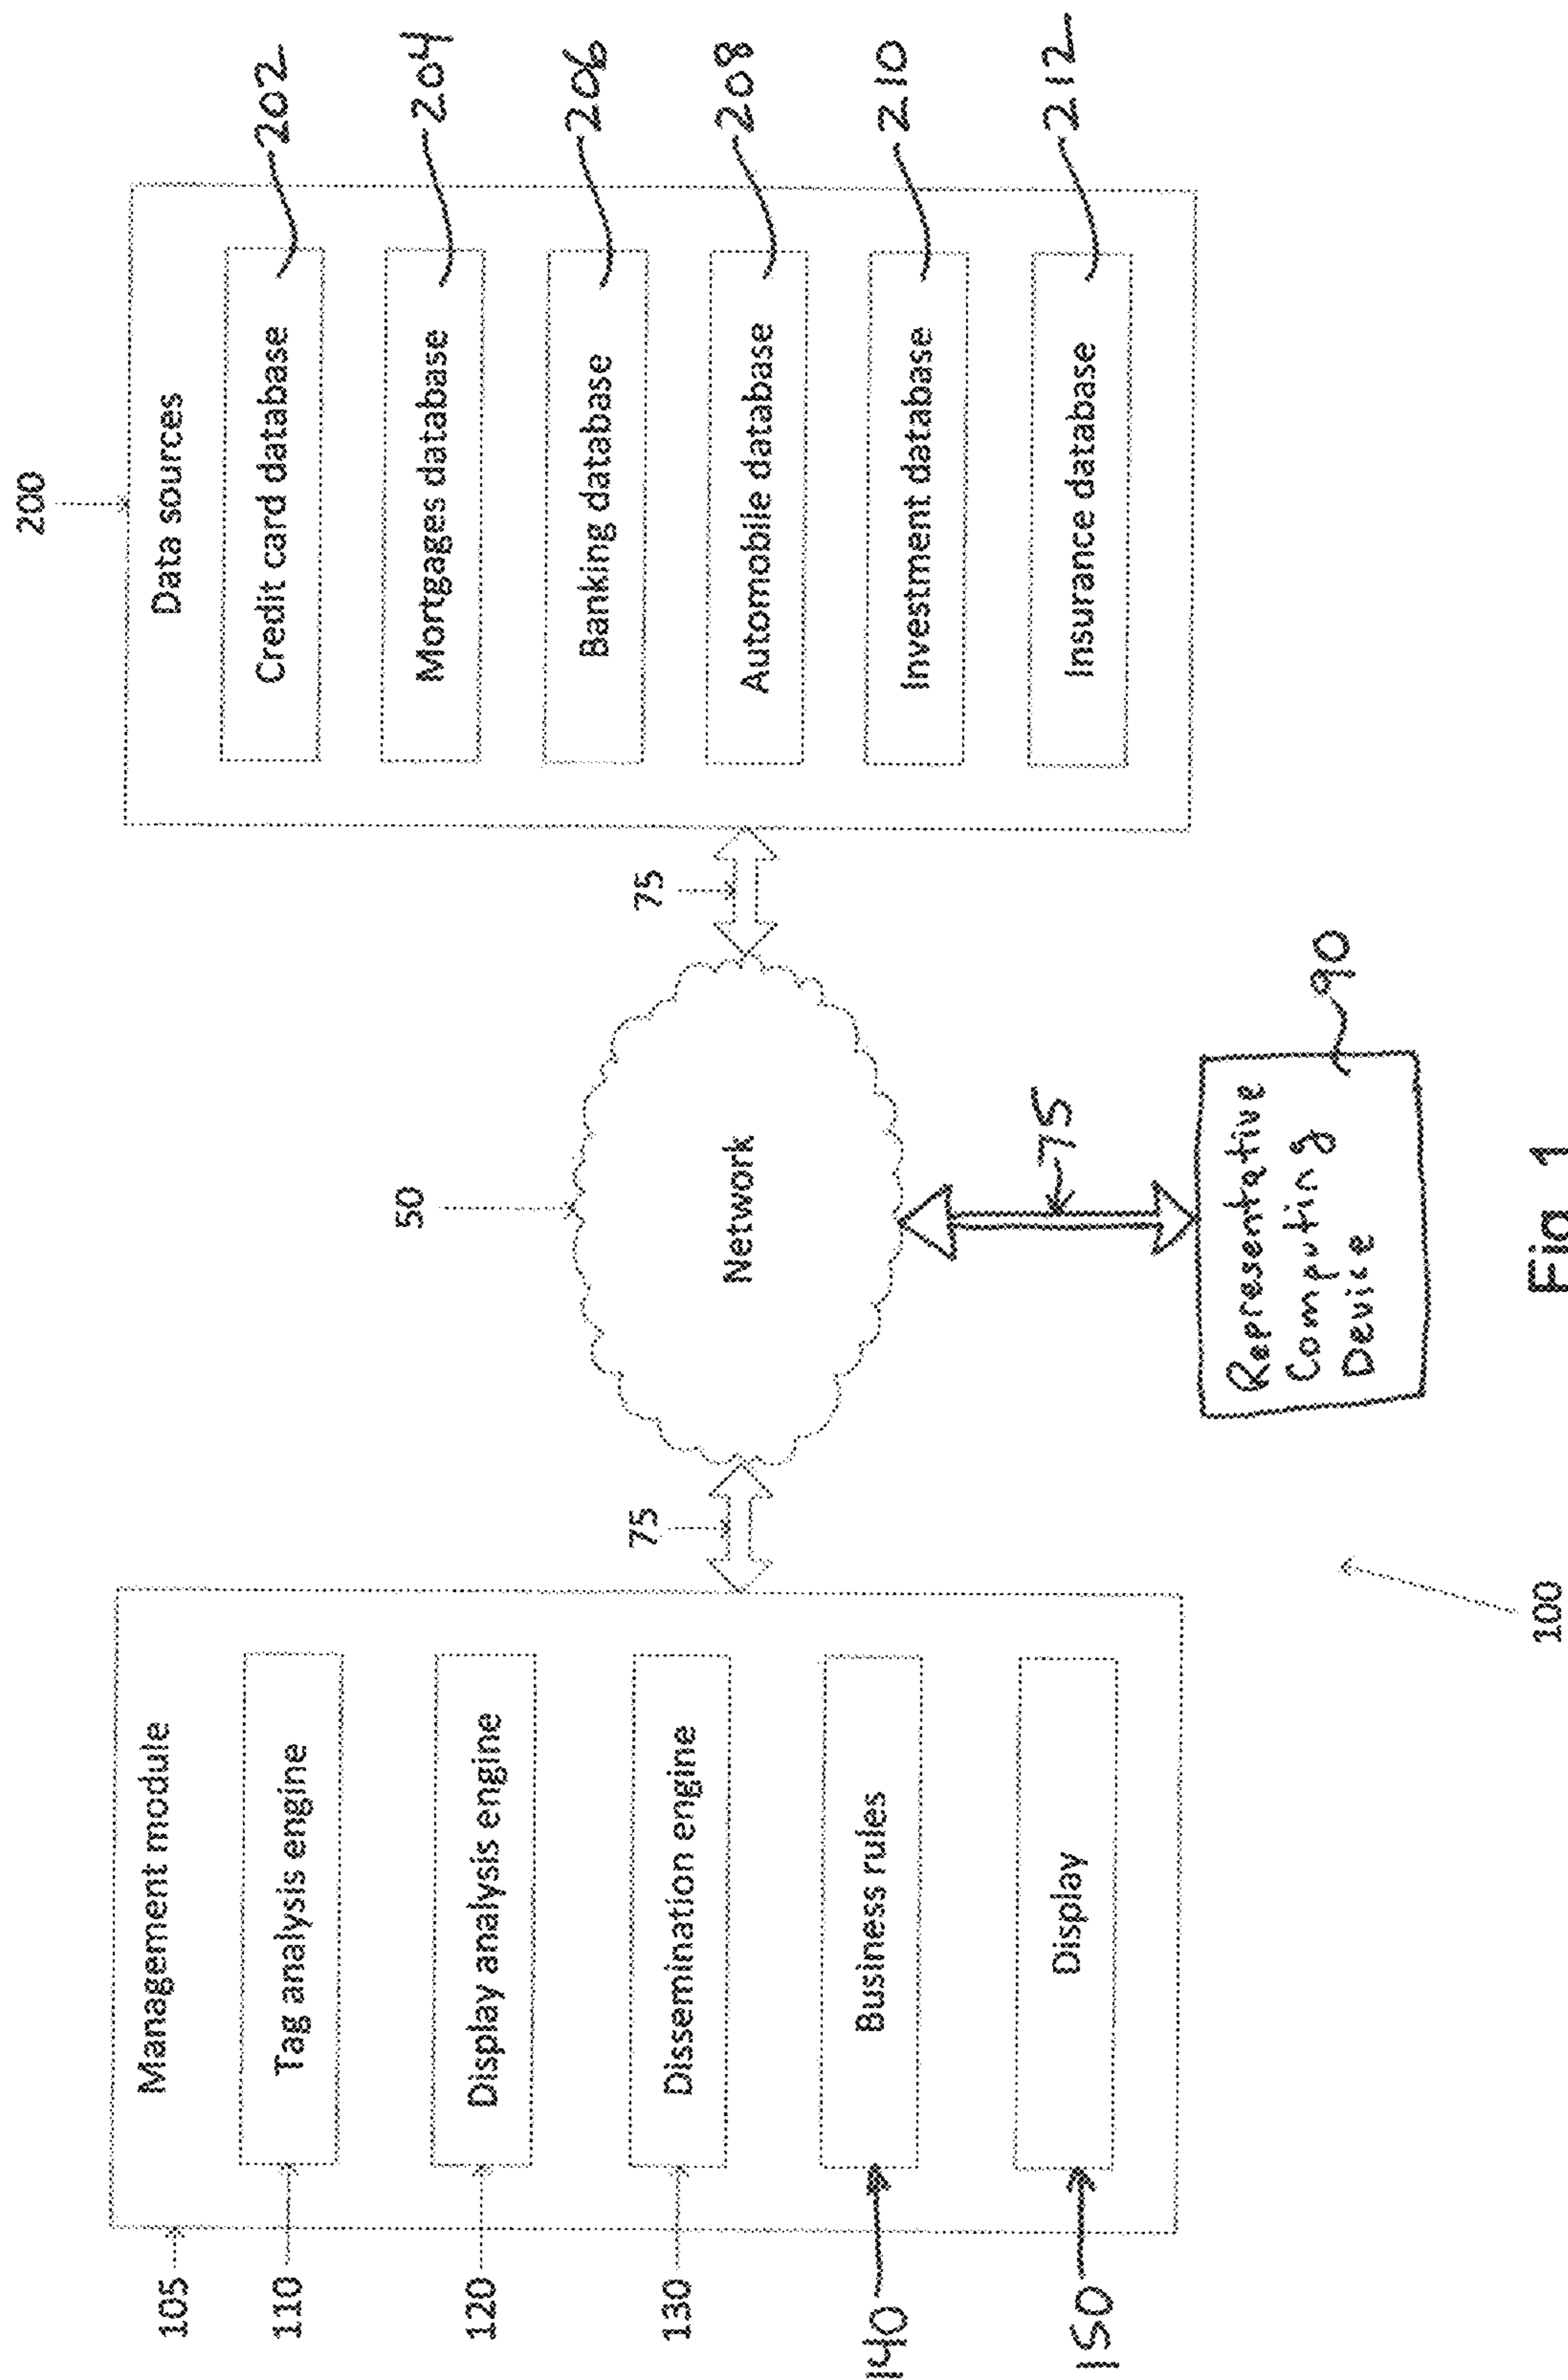 200
Data sources
Credit card database
202
Mortgages database
204
Banking database
206
Automobile database
208
Investment database
210
Insurance database
212
75
50
Network
75
Representative
Computing
Device
90
75
105
Management module
110
Tag analysis engine
120
Display analysis engine
130
Dissemination engine
140
Business rules
150
Display
100
Fig. 1